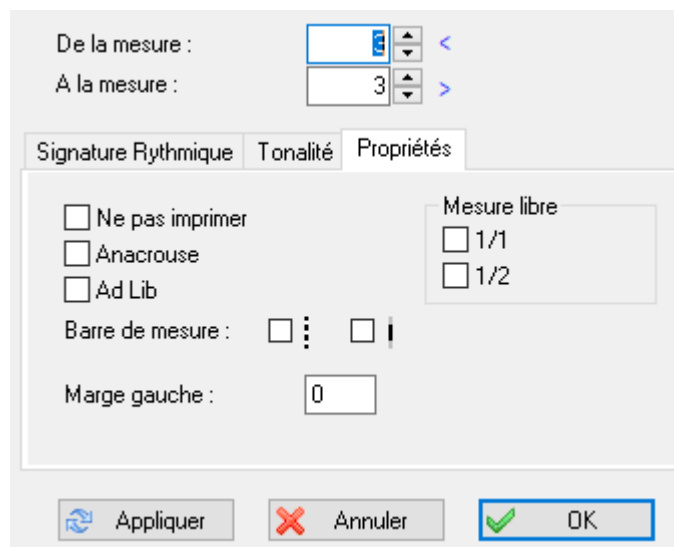 De la mesure : 3 <
A la mesure : 3 >
Signature Rythmique Tonalité Propriétés
Ne pas imprimer
Mesure libre
Anacrouse
1/1
Ad Lib
1/2
Barre de mesure :
Marge gauche : 0
Appliquer Annuler OK